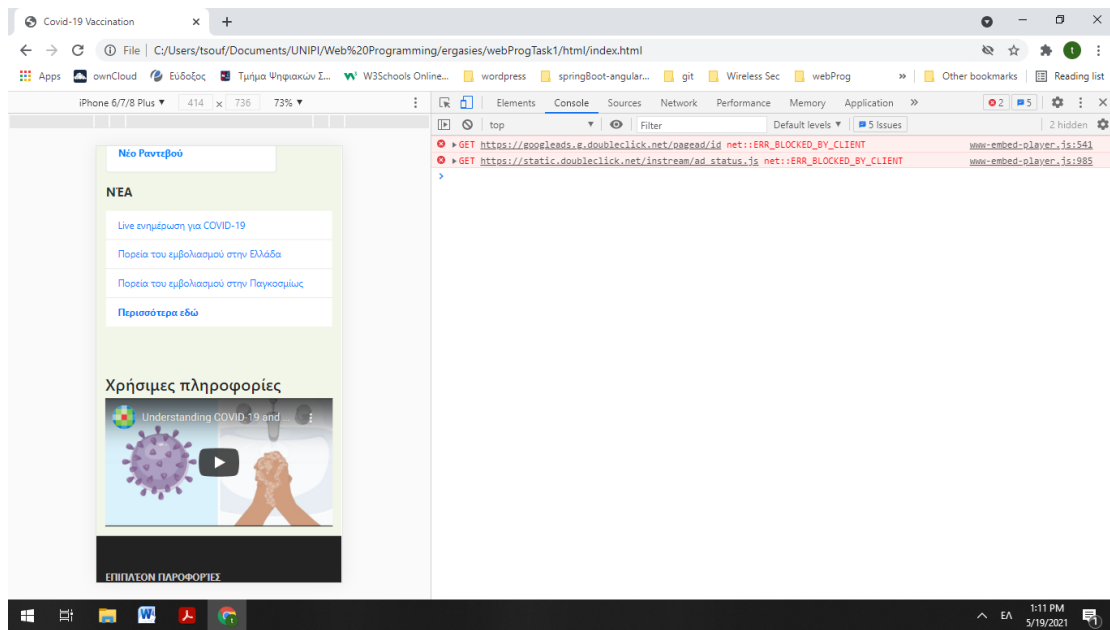 Covid-19 Vaccination
File | C:/Users/tsouf/Documents/UNIPI/Web%20Programming/ergasies/webProgTask1/html/index.html
Apps ownCloud Εύδοξος Τμήμα Ψηφιακών Σ... W3Schools Online... wordpress springBoot-angular... git Wireless Sec webProg » Other bookmarks Reading list
iPhone 6/7/8 Plus ▼ 414 x 736 73% ▼
Elements Console Sources Network Performance Memory Application » 2 5
top ▼ Filter Default levels ▼ 5 Issues 2 hidden
GET https://googleads.g.doubleclick.net/pagead/id net::ERR_BLOCKED_BY_CLIENT www-embed-player.js:541
GET https://static.doubleclick.net/instream/ad_status.js net::ERR_BLOCKED_BY_CLIENT www-embed-player.js:985
Νέο Ραντεβού
ΝΈΑ
Live ενημέρωση για COVID-19
Πορεία του εμβολιασμού στην Ελλάδα
Πορεία του εμβολιασμού στην Παγκοσμίως
Περισσότερα εδώ
Χρήσιμες πληροφορίες
Understanding COVID-19 and ...
ΕΠΙΠΛΈΟΝ ΠΛΡΟΦΟΡΊΕΣ
ΕΛ
1:11 PM
5/19/2021